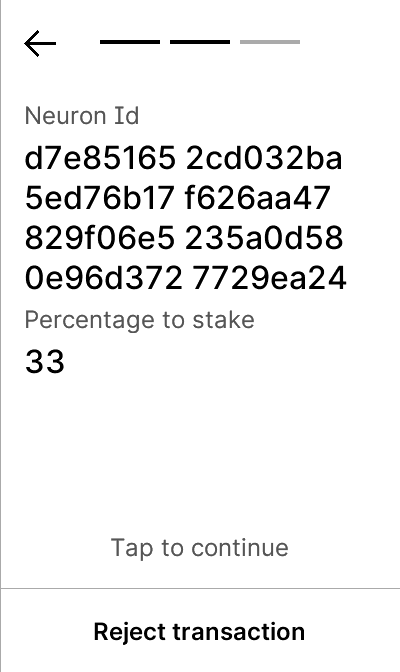 Neuron Id
d7e85165 2cd032ba
5ed76b17 f626aa47
829f06e5 235a0d58
0e96d372 7729ea24
Percentage to stake
33
Tap to continue
Reject transaction